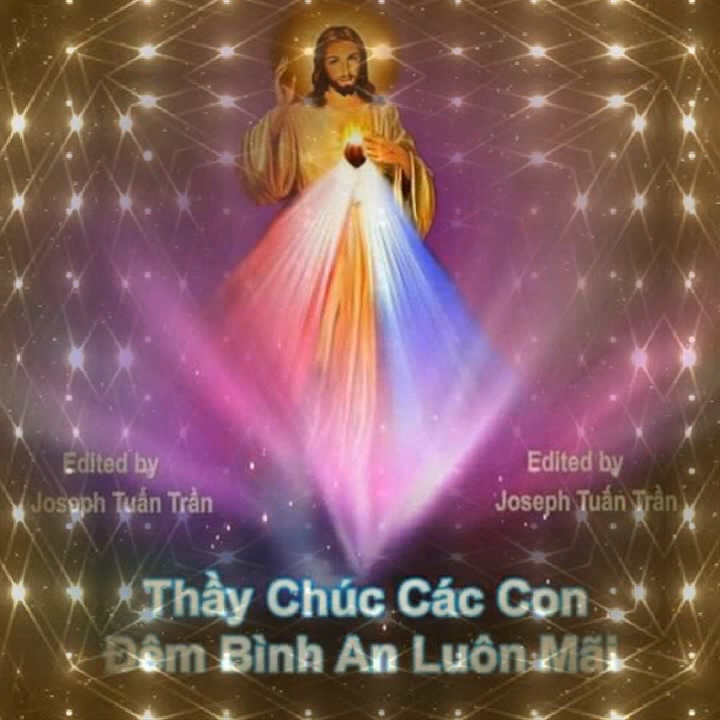 Edited by
Joseph Tuấn Trần
Edited by
Joseph Tuấn Trần
Thầy Chúc Các Con
Đêm Bình An Luôn Mãi